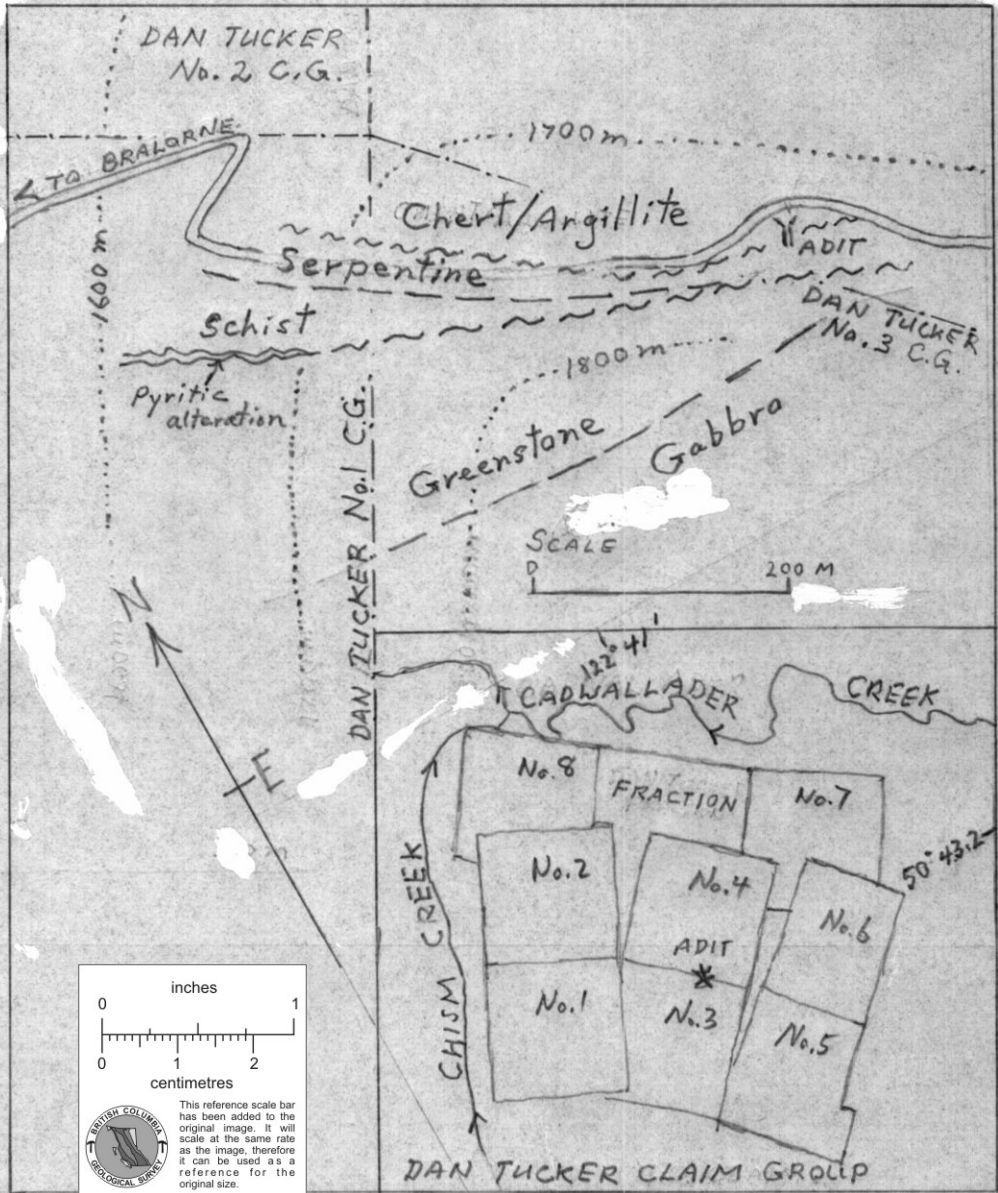 DAN TUCKER
No. 2 C.G.
< TO BRALORNE
1700 m
1600 m
Chert/Argillite
ADIT
Serpentine
DAN TUCKER
No. 3 C.G.
Schist
1800 m
Pyritic
alteration
Greenstone
Gabbro
DAN TUCKER No.1 C.G.
SCALE
0 200 M
N
E
122° 41'
CADWALLADER CREEK
No.8
FRACTION
No.7
50° 43.2
No.2
No.4
No.6
ADIT
No.1
No.3
No.5
CHISM CREEK
DAN TUCKER CLAIM GROUP
inches
0 1
0 1 2
centimetres
BRITISH COLUMBIA
GEOLOGICAL SURVEY
This reference scale bar
has been added to the
original image. It will
scale at the same rate
as the image, therefore
it can be used as a
reference for the
original size.